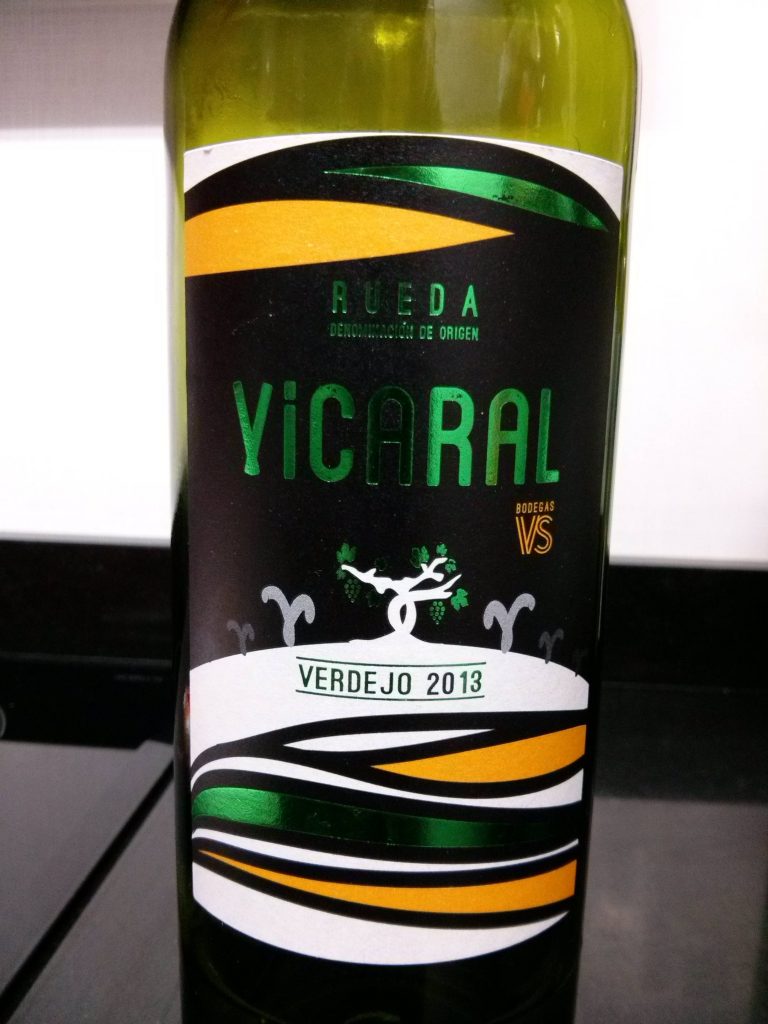 RUEDA
DENOMINACIÓN DE ORIGEN
YiCARAL
BODEGAS
VS
VERDEJO 2013